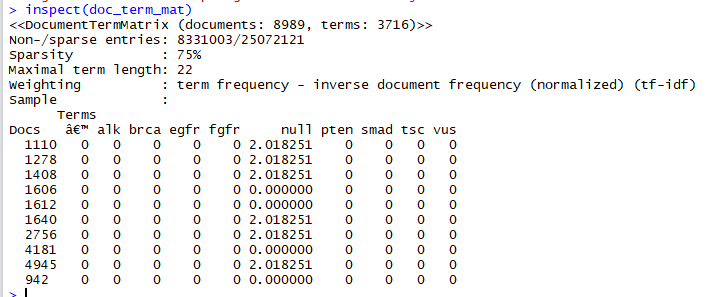 > inspect(doc_term_mat)
<<DocumentTermMatrix (documents: 8989, terms: 3716)>>
Non-/sparse entries: 8331003/25072121
Sparsity           : 75%
Maximal term length: 22
Weighting          : term frequency - inverse document frequency (normalized) (tf-idf)
Sample             :
      Terms
Docs   â€™ alk brca egfr fgfr     null pten smad tsc vus
  1110   0   0    0    0    0 2.018251    0    0   0   0
  1278   0   0    0    0    0 2.018251    0    0   0   0
  1408   0   0    0    0    0 2.018251    0    0   0   0
  1606   0   0    0    0    0 0.000000    0    0   0   0
  1612   0   0    0    0    0 0.000000    0    0   0   0
  1640   0   0    0    0    0 2.018251    0    0   0   0
  2756   0   0    0    0    0 2.018251    0    0   0   0
  4181   0   0    0    0    0 0.000000    0    0   0   0
  4945   0   0    0    0    0 2.018251    0    0   0   0
  942    0   0    0    0    0 0.000000    0    0   0   0
>